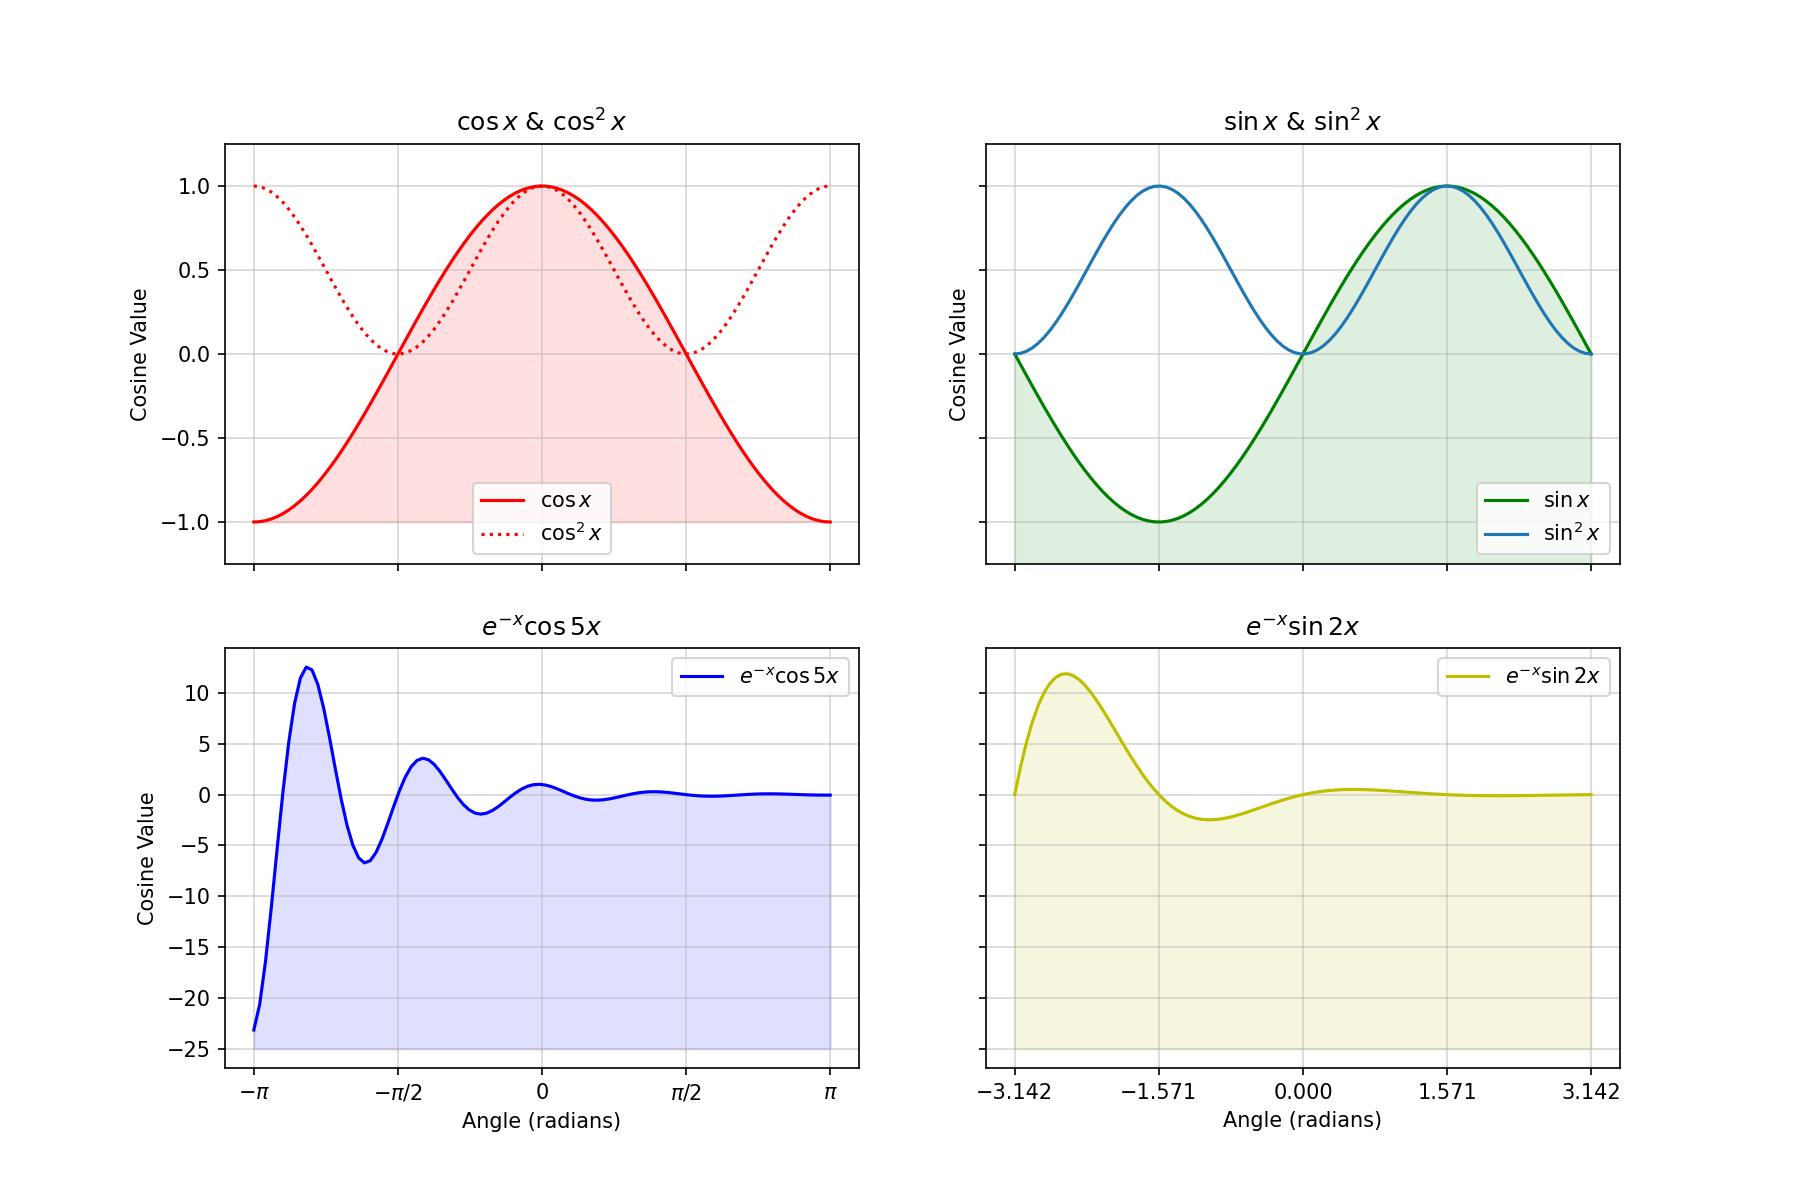 cos x & cos² x
1.0
0.5
0.0
−0.5
−1.0
Cosine Value
cos x
cos² x
sin x & sin² x
Cosine Value
sin x
sin² x
e⁻ˣcos 5x
10
5
0
−5
−10
−15
−20
−25
Cosine Value
e⁻ˣcos 5x
−π −π/2 0 π/2 π
Angle (radians)
e⁻ˣsin 2x
e⁻ˣsin 2x
−3.142 −1.571 0.000 1.571 3.142
Angle (radians)